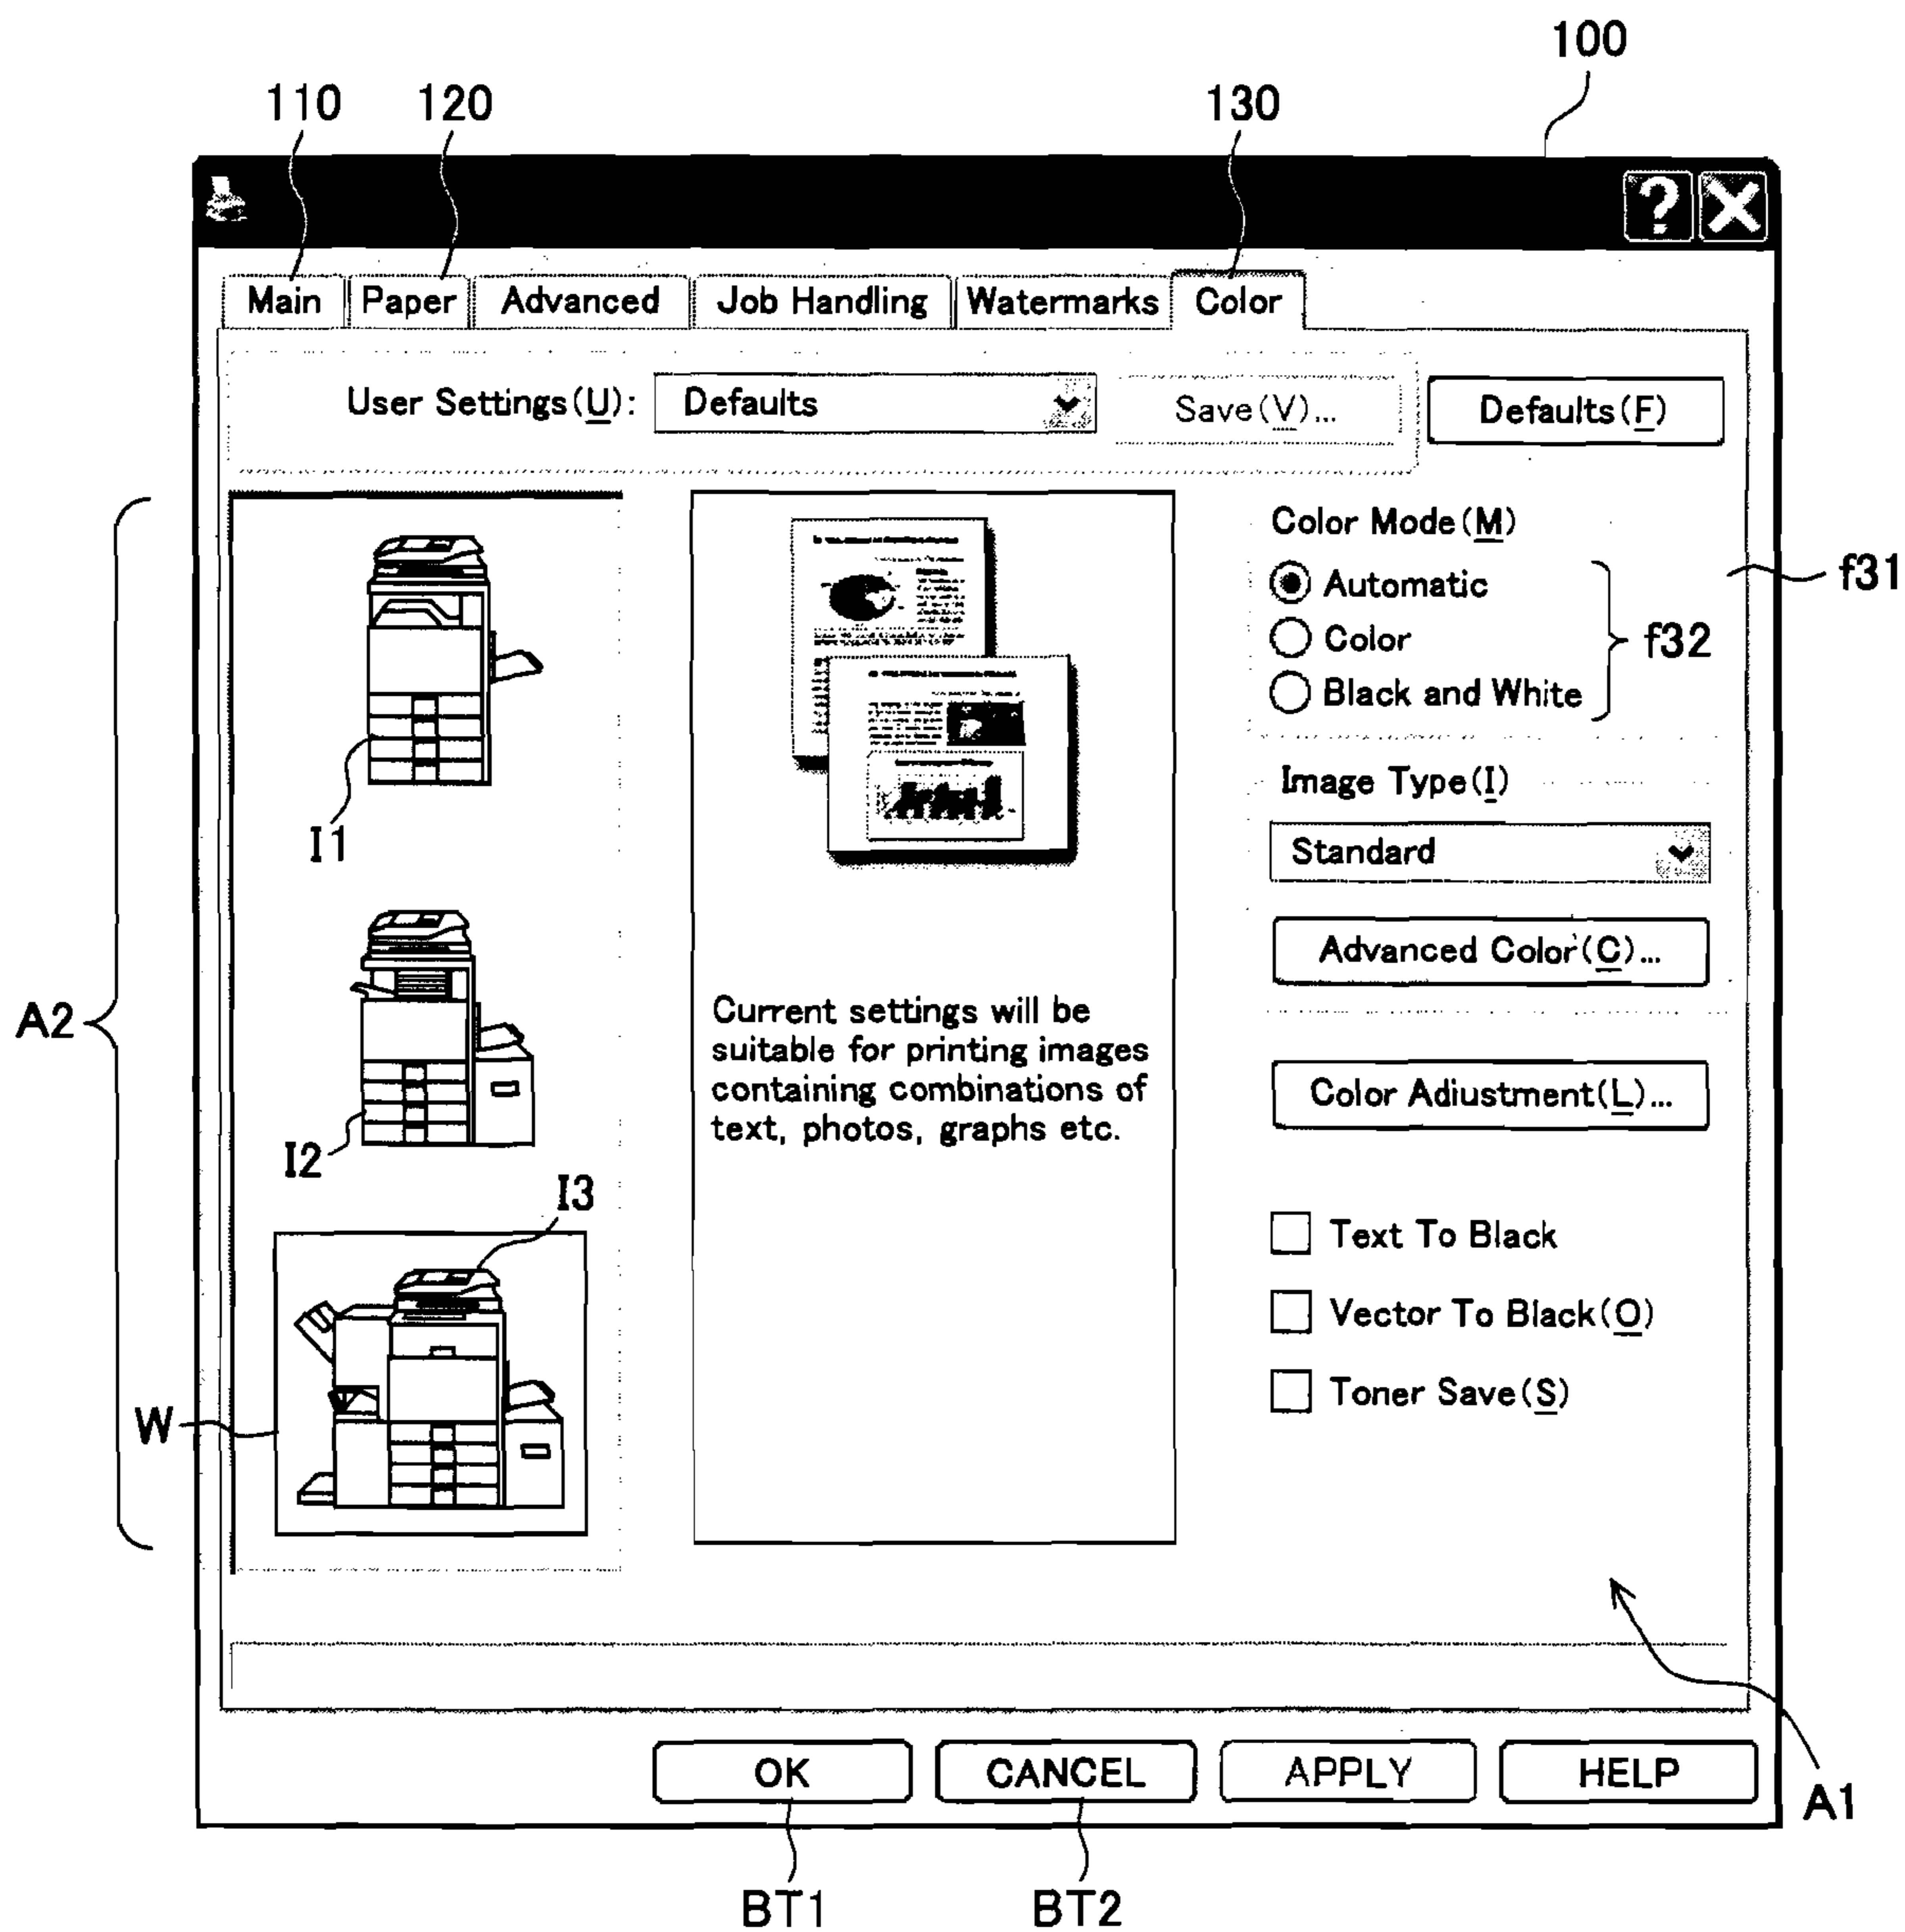 100
110 120 130
? X
Main Paper Advanced Job Handling Watermarks Color
User Settings(U): Defaults Save(V)... Defaults(F)
Color Mode(M)
Automatic
Color
Black and White
f31
f32
Image Type(I)
Standard
Advanced Color(C)...
Color Adiustment(L)...
Text To Black
Vector To Black(O)
Toner Save(S)
Current settings will be
suitable for printing images
containing combinations of
text, photos, graphs etc.
A2
I1
I2
I3
W
OK CANCEL APPLY HELP
A1
BT1 BT2